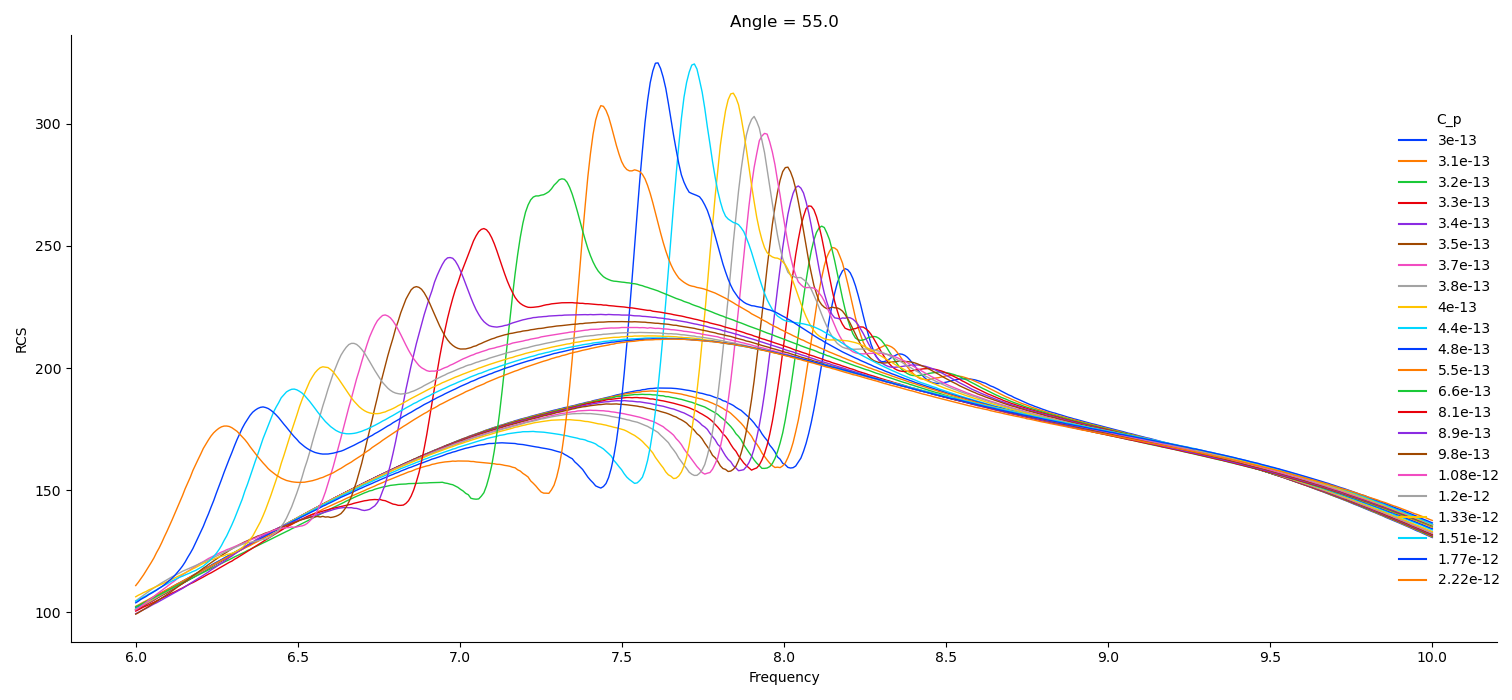 Angle = 55.0
RCS
300
250
200
150
100
6.0 6.5 7.0 7.5 8.0 8.5 9.0 9.5 10.0
Frequency
C_p
3e-13
3.1e-13
3.2e-13
3.3e-13
3.4e-13
3.5e-13
3.7e-13
3.8e-13
4e-13
4.4e-13
4.8e-13
5.5e-13
6.6e-13
8.1e-13
8.9e-13
9.8e-13
1.08e-12
1.2e-12
1.33e-12
1.51e-12
1.77e-12
2.22e-12